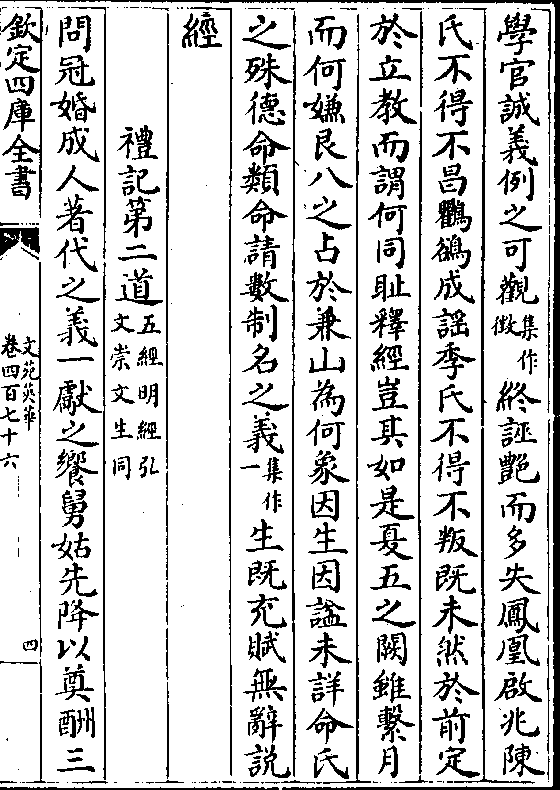 學官誠義例之可觀集作徴終誣艷而多失鳳凰啟兆陳
氏不得不昌鸜鵒成謡季氏不得不叛既未然於前定
於立教而謂何同耻釋經豈其如是夏五之闕雖繫月
而何嫌艮八之占於兼山為何象因生因諡未詳命氏
之殊德命類命請數制名之義集作一生既充賦無辭説
經
禮記第二道五經明經弘文崇文生同
問冠婚成人著代之義一獻之饗舅姑先降以奠酬三
欽定四庫全書
文苑英華
卷四百七十六
四